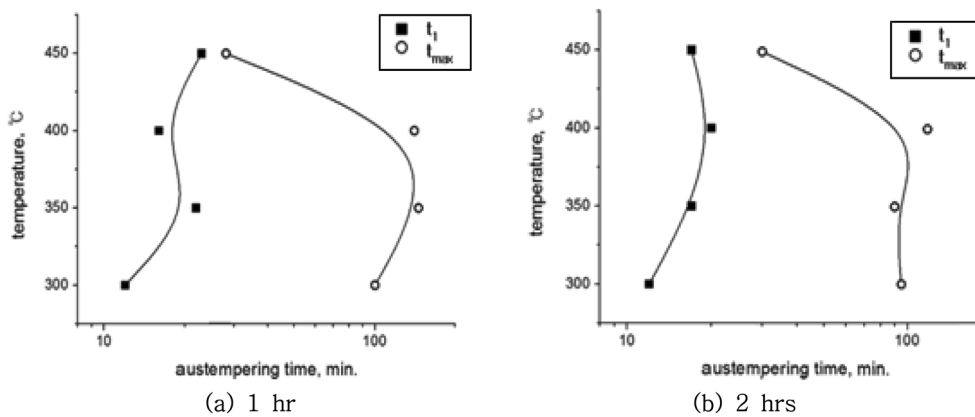 t1
tmax
450
400
350
300
temperature, ℃
10
100
austempering time, min.
(a) 1 hr
t1
tmax
450
400
350
300
temperature, ℃
10
100
austempering time, min.
(b) 2 hrs